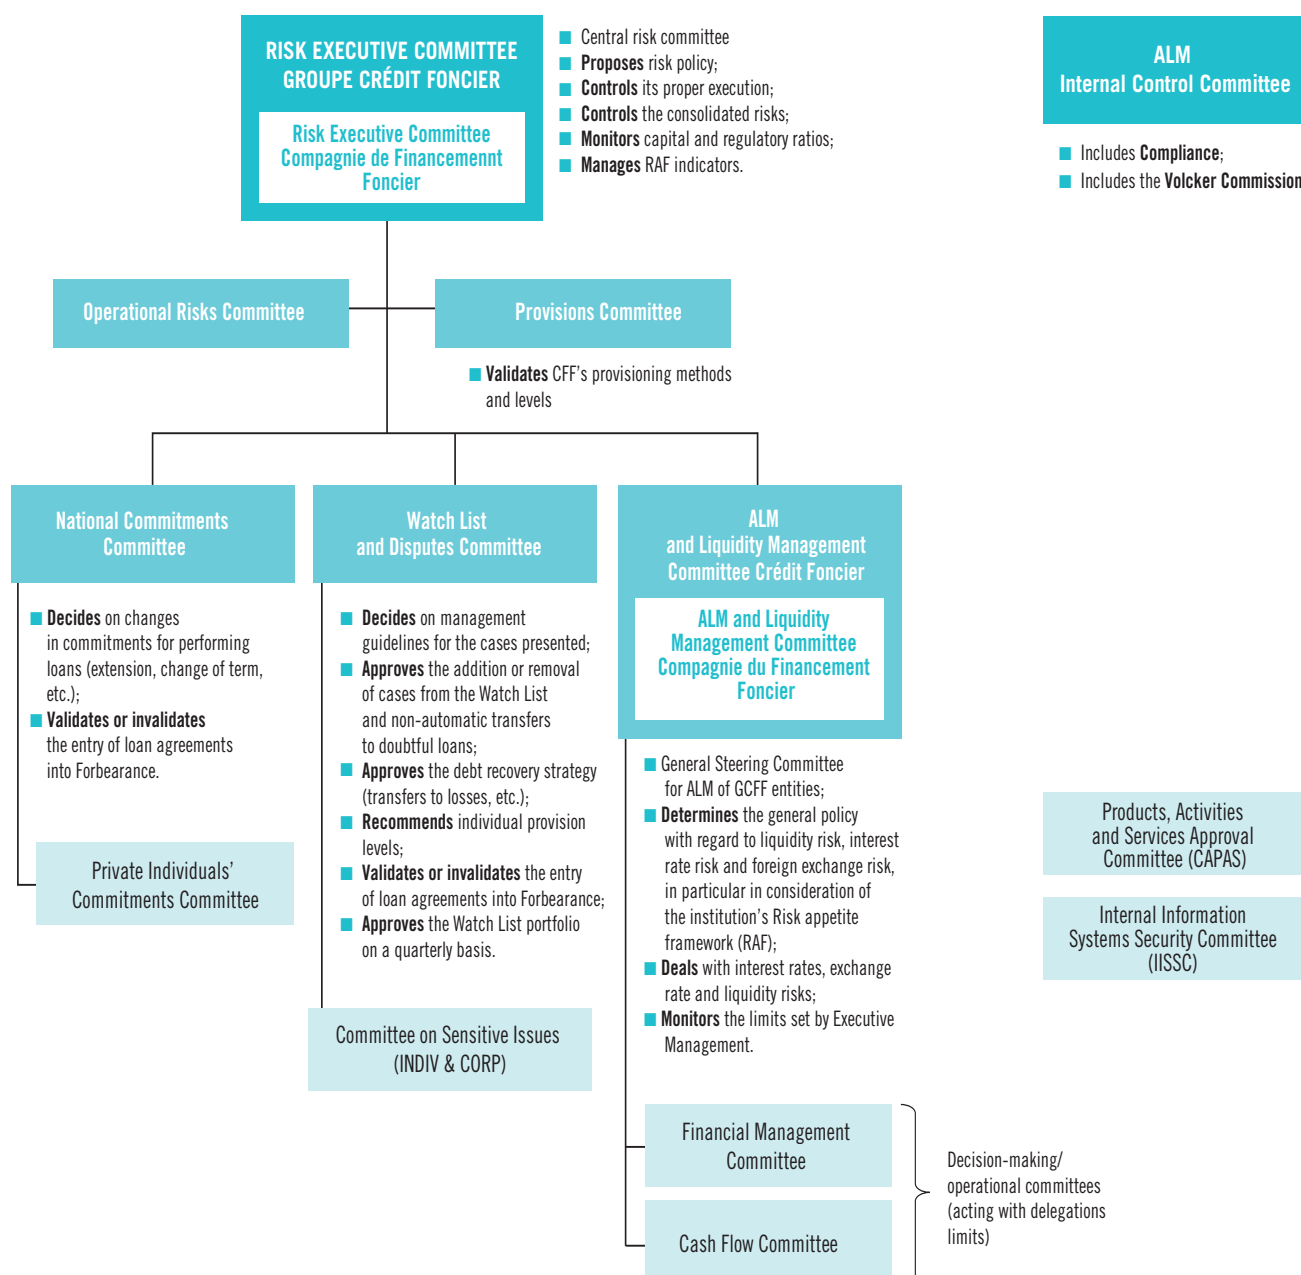 RISK EXECUTIVE COMMITTEE
GROUPE CRÉDIT FONCIER
Risk Executive Committee
Compagnie de Financemennt
Foncier
Central risk committee
Proposes risk policy;
Controls its proper execution;
Controls the consolidated risks;
Monitors capital and regulatory ratios;
Manages RAF indicators.
ALM
Internal Control Committee
Includes Compliance;
Includes the Volcker Commission
Operational Risks Committee
Provisions Committee
Validates CFF’s provisioning methods
and levels
National Commitments
Committee
Decides on changes
in commitments for performing
loans (extension, change of term,
etc.);
Validates or invalidates
the entry of loan agreements
into Forbearance.
Private Individuals’
Commitments Committee
Watch List
and Disputes Committee
Decides on management
guidelines for the cases presented;
Approves the addition or removal
of cases from the Watch List
and non-automatic transfers
to doubtful loans;
Approves the debt recovery strategy
(transfers to losses, etc.);
Recommends individual provision
levels;
Validates or invalidates the entry
of loan agreements into Forbearance;
Approves the Watch List portfolio
on a quarterly basis.
Committee on Sensitive Issues
(INDIV & CORP)
ALM
and Liquidity Management
Committee Crédit Foncier
ALM and Liquidity
Management Committee
Compagnie du Financement
Foncier
General Steering Committee
for ALM of GCFF entities;
Determines the general policy
with regard to liquidity risk, interest
rate risk and foreign exchange risk,
in particular in consideration of
the institution’s Risk appetite
framework (RAF);
Deals with interest rates, exchange
rate and liquidity risks;
Monitors the limits set by Executive
Management.
Financial Management
Committee
Cash Flow Committee
Decision-making/
operational committees
(acting with delegations
limits)
Products, Activities
and Services Approval
Committee (CAPAS)
Internal Information
Systems Security Committee
(IISSC)